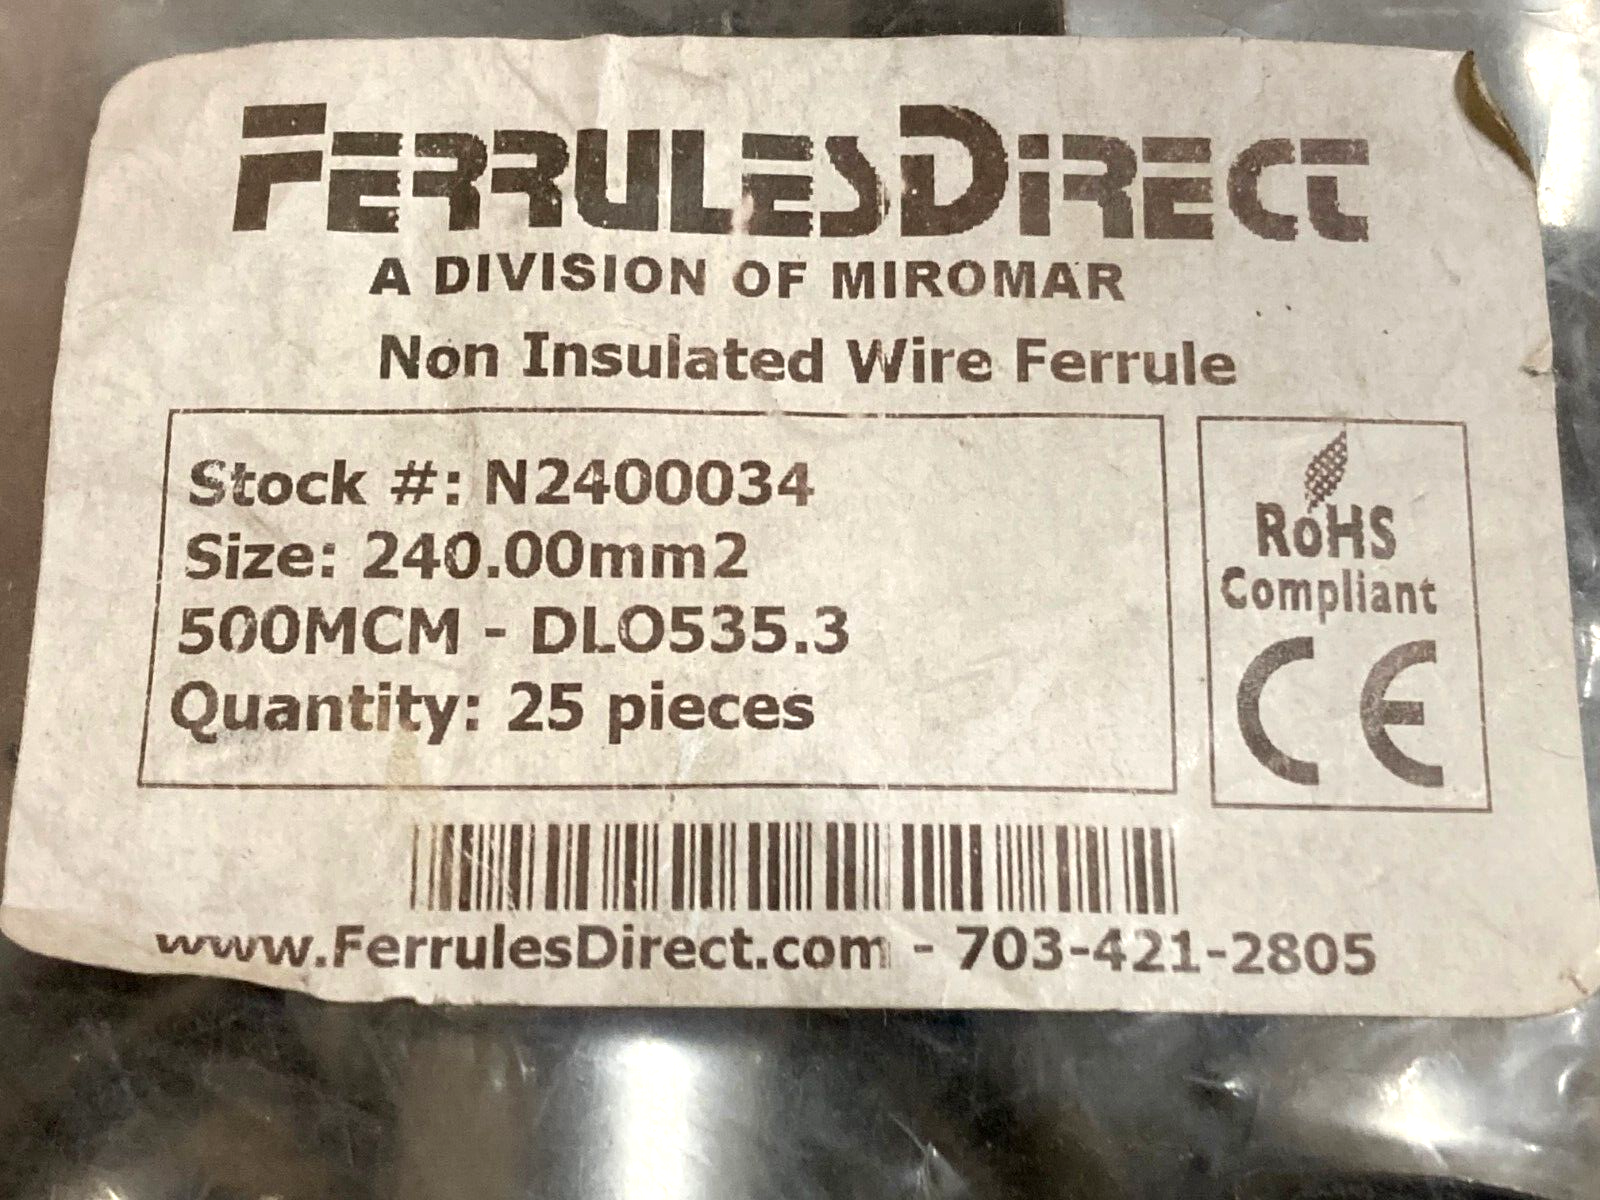 FERRULESDIRECT
A DIVISION OF MIROMAR
Non Insulated Wire Ferrule
Stock #: N2400034
Size: 240.00mm2
500MCM - DLO535.3
Quantity: 25 pieces
RoHS
Compliant
CE
www.FerrulesDirect.com - 703-421-2805